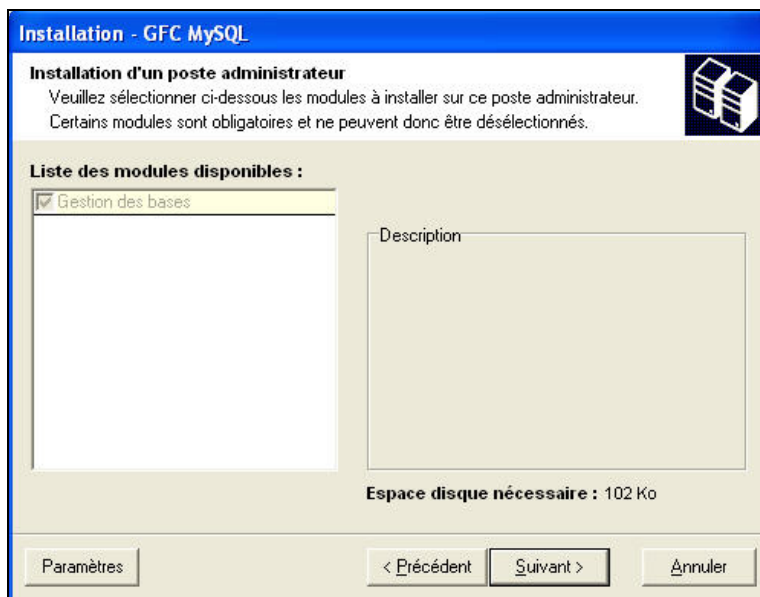 Installation - GFC MySQL
Installation d'un poste administrateur
Veuillez sélectionner ci-dessous les modules à installer sur ce poste administrateur.
Certains modules sont obligatoires et ne peuvent donc être désélectionnés.
Liste des modules disponibles :
Gestion des bases
Description
Espace disque nécessaire : 102 Ko
Paramètres
< Précédent
Suivant >
Annuler